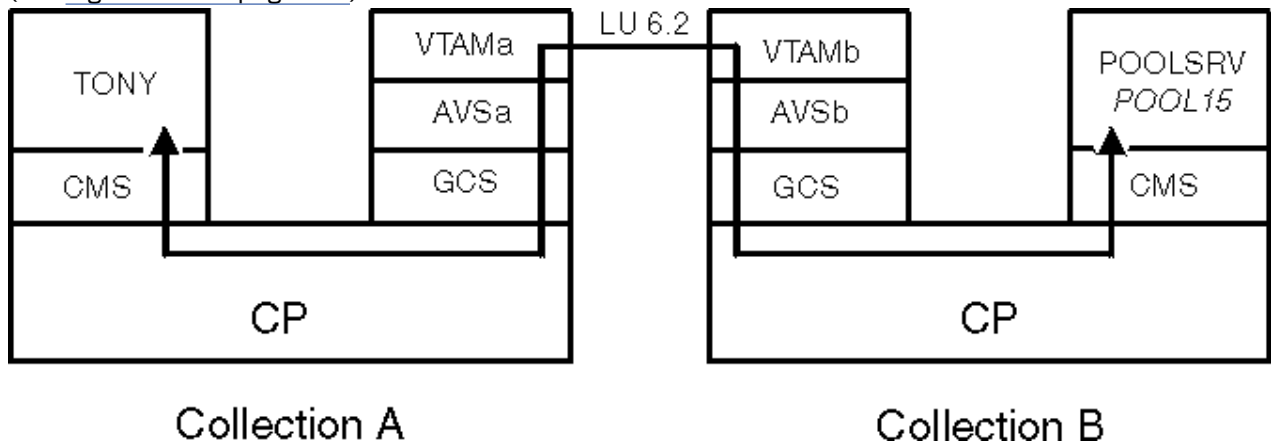 LU 6.2
TONY
CMS
VTAMa
AVSa
GCS
CP
VTAMb
AVSb
GCS
POOLSRV
POOL15
CMS
CP
Collection A
Collection B